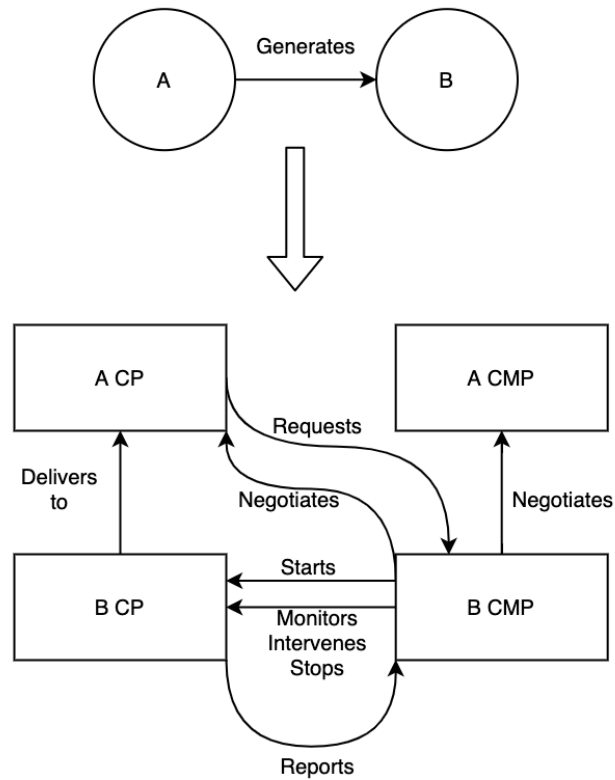 Generates
A
B
A CP
A CMP
Requests
Delivers
to
Negotiates
Negotiates
Starts
B CP
B CMP
Monitors
Intervenes
Stops
Reports